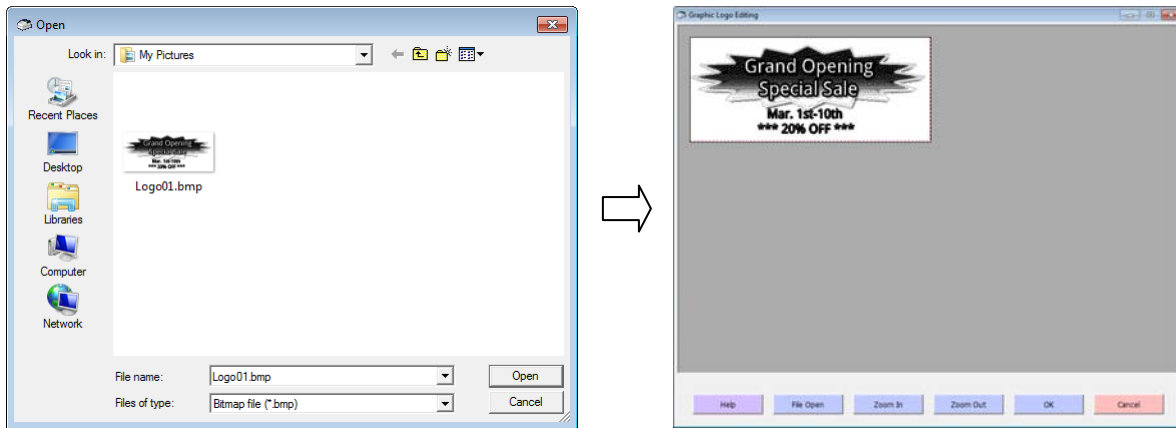 Open
Look in:
My Pictures
Recent Places
Desktop
Libraries
Computer
Network
Grand Opening
Special Sale
Mar. 1st-10th
*** 20% OFF ***
Logo01.bmp
File name:
Logo01.bmp
Open
Files of type:
Bitmap file (*.bmp)
Cancel
Graphic Logo Editing
Grand Opening
Special Sale
Mar. 1st-10th
*** 20% OFF ***
Help
File Open
Zoom In
Zoom Out
OK
Cancel